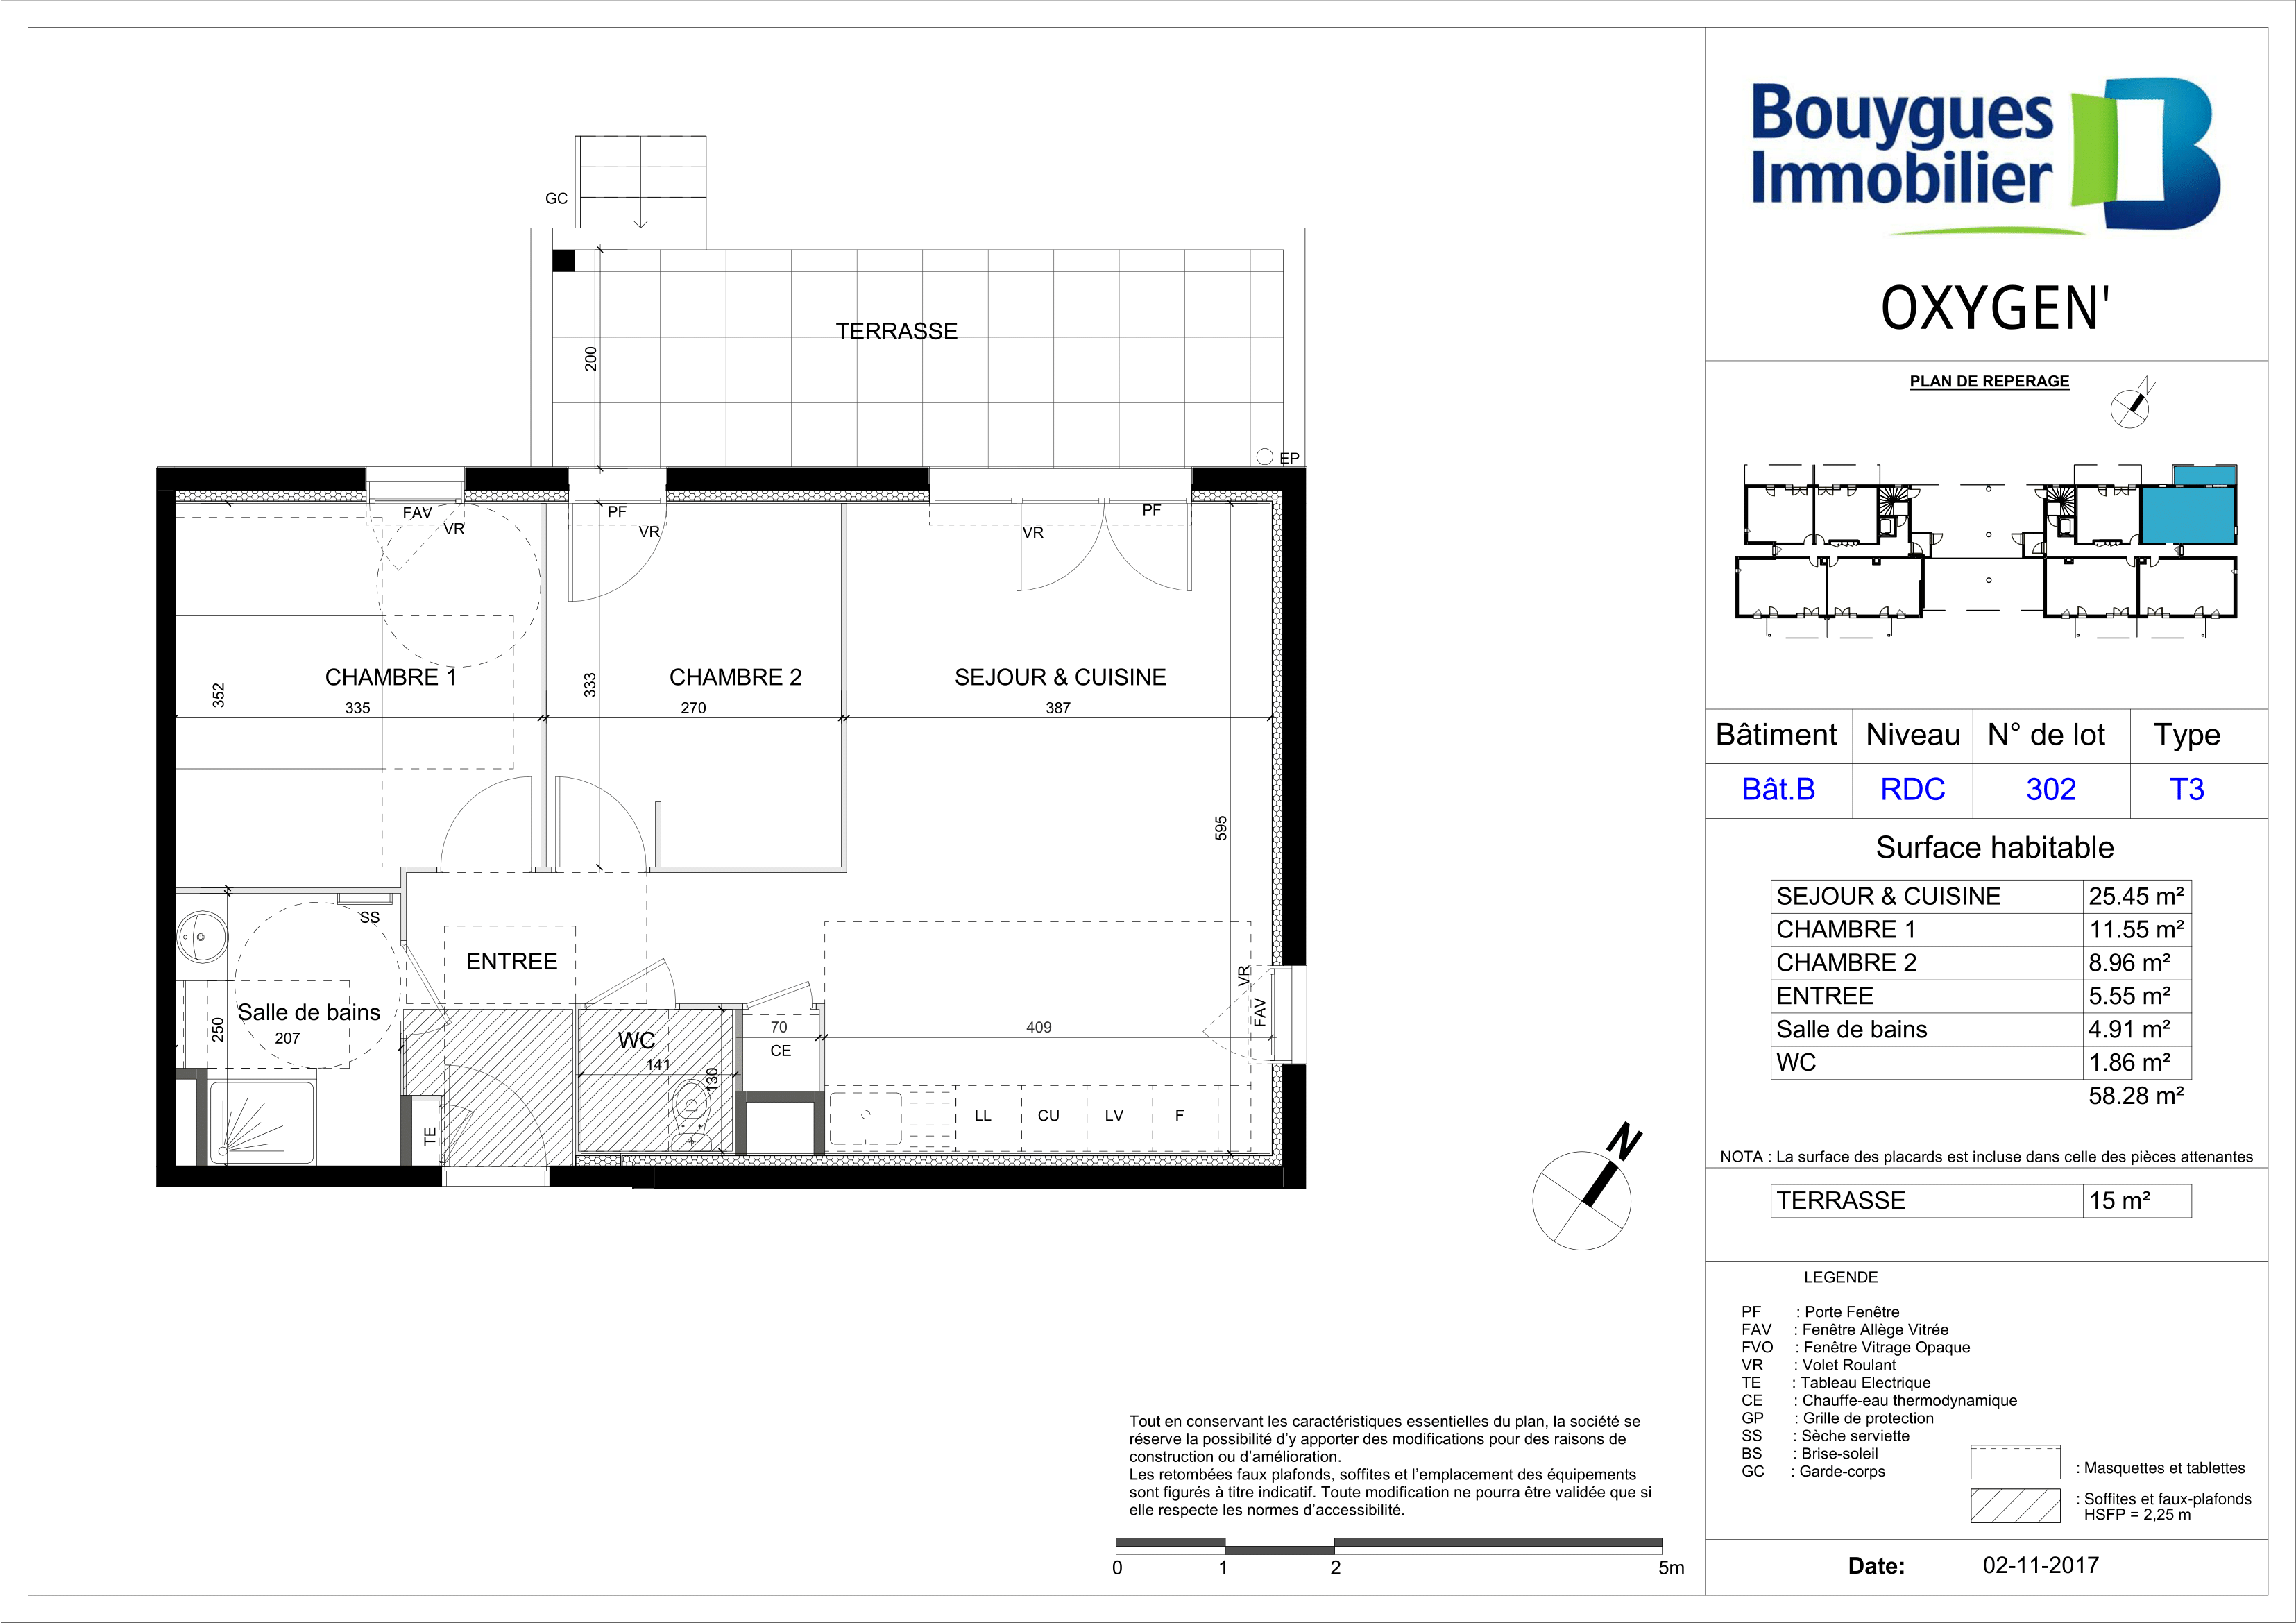 GC
TERRASSE
200
EP
FAV
VR
PF
VR
VR
PF
CHAMBRE 1
335
352
CHAMBRE 2
270
333
SEJOUR & CUISINE
387
595
SS
ENTREE
Salle de bains
207
250
WC
141
130
70
CE
409
VR
FAV
TE
LL
CU
LV
F
N
Tout en conservant les caractéristiques essentielles du plan, la société se
réserve la possibilité d'y apporter des modifications pour des raisons de
construction ou d'amélioration.
Les retombées faux plafonds, soffites et l'emplacement des équipements
sont figurés à titre indicatif. Toute modification ne pourra être validée que si
elle respecte les normes d'accessibilité.
0 1 2 5m
Bouygues
Immobilier
OXYGEN'
PLAN DE REPERAGE
N
Bâtiment Niveau N° de lot Type
Bât.B RDC 302 T3
Surface habitable
SEJOUR & CUISINE 25.45 m²
CHAMBRE 1 11.55 m²
CHAMBRE 2 8.96 m²
ENTREE 5.55 m²
Salle de bains 4.91 m²
WC 1.86 m²
58.28 m²
NOTA : La surface des placards est incluse dans celle des pièces attenantes
TERRASSE 15 m²
LEGENDE
PF : Porte Fenêtre
FAV : Fenêtre Allège Vitrée
FVO : Fenêtre Vitrage Opaque
VR : Volet Roulant
TE : Tableau Electrique
CE : Chauffe-eau thermodynamique
GP : Grille de protection
SS : Sèche serviette
BS : Brise-soleil
GC : Garde-corps
: Masquettes et tablettes
: Soffites et faux-plafonds
HSFP = 2,25 m
Date: 02-11-2017